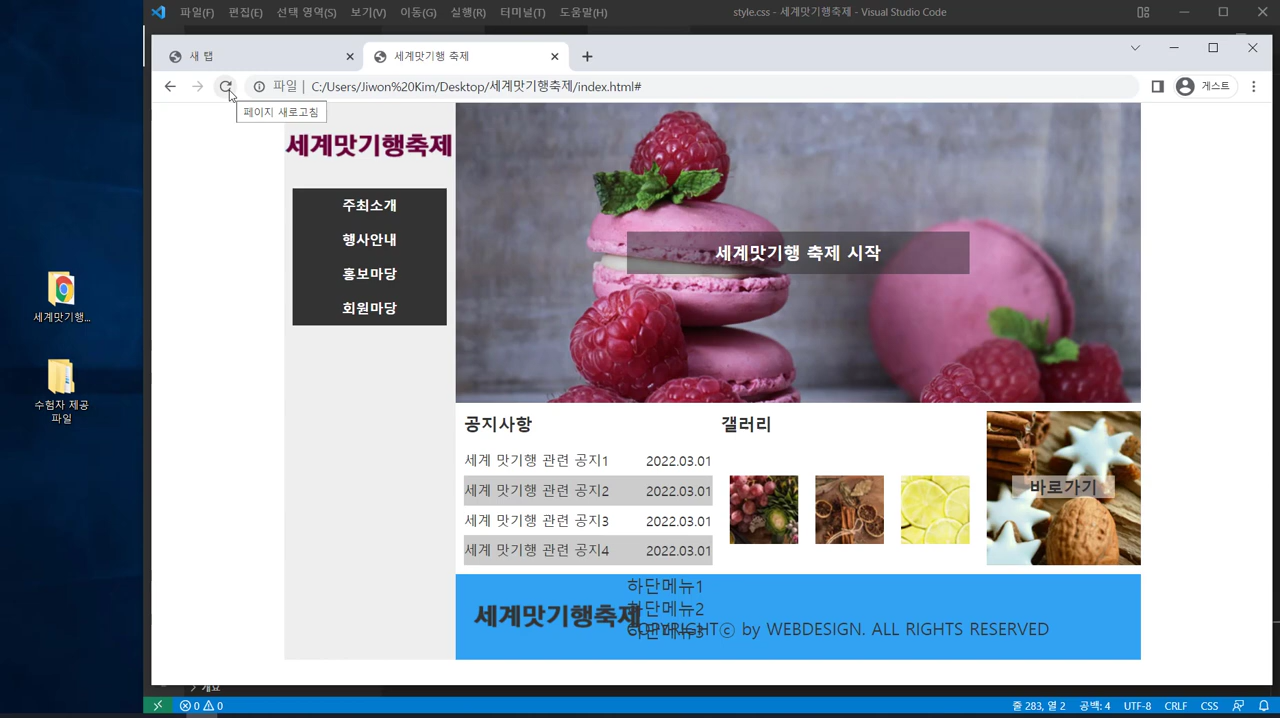 파일(F) 편집(E) 선택 영역(S) 보기(V) 이동(G) 실행(R) 터미널(T) 도움말(H) style.css - 세계맛기행축제 - Visual Studio Code
새 탭 세계맛기행 축제
파일 C:/Users/Jiwon%20Kim/Desktop/세계맛기행축제/index.html# 게스트
페이지 새로고침
세계맛기행축제
주최소개
행사안내
홍보마당
회원마당
세계맛기행 축제 시작
세계맛기행...
수험자 제공
파일
공지사항
세계 맛기행 관련 공지1 2022.03.01
세계 맛기행 관련 공지2 2022.03.01
세계 맛기행 관련 공지3 2022.03.01
세계 맛기행 관련 공지4 2022.03.01
갤러리
바로가기
세계맛기행축제
하단메뉴1
하단메뉴2
하단메뉴3
COPYRIGHTⓒ by WEBDESIGN. ALL RIGHTS RESERVED
개요
0 0 줄 283, 열 2 공백: 4 UTF-8 CRLF CSS